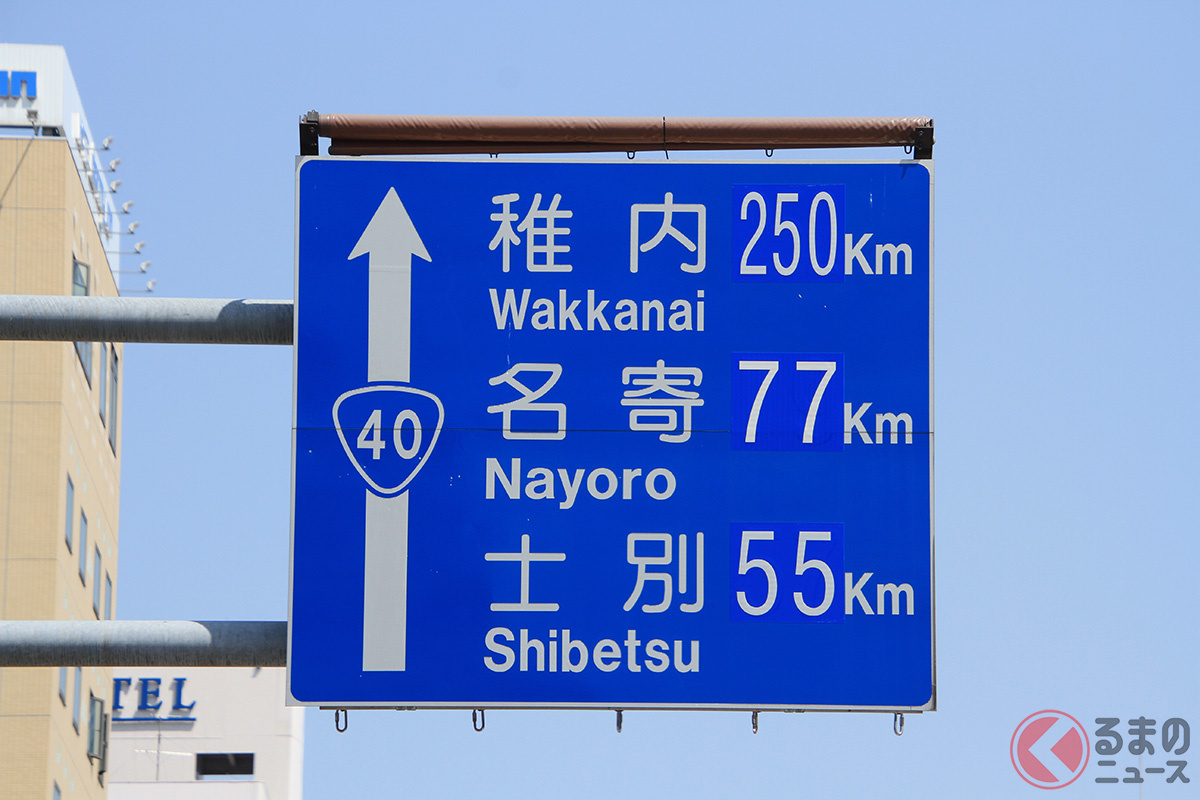 稚内 250Km
Wakkanai
40
名寄 77Km
Nayoro
士別 55Km
Shibetsu
TEL
るまの
ニュース